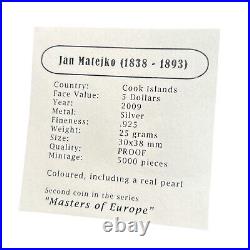 Jan Matejko (1838 - 1893)
Country: Cook Islands
Face Value: 5 Dollars
Year: 2009
Metal: Silver
Fineness: .925
Weight: 25 grams
Size: 30x38 mm
Quality: PROOF
Mintage: 5000 pieces
Coloured, including a real pearl
Second coin in the series
"Masters of Europe"